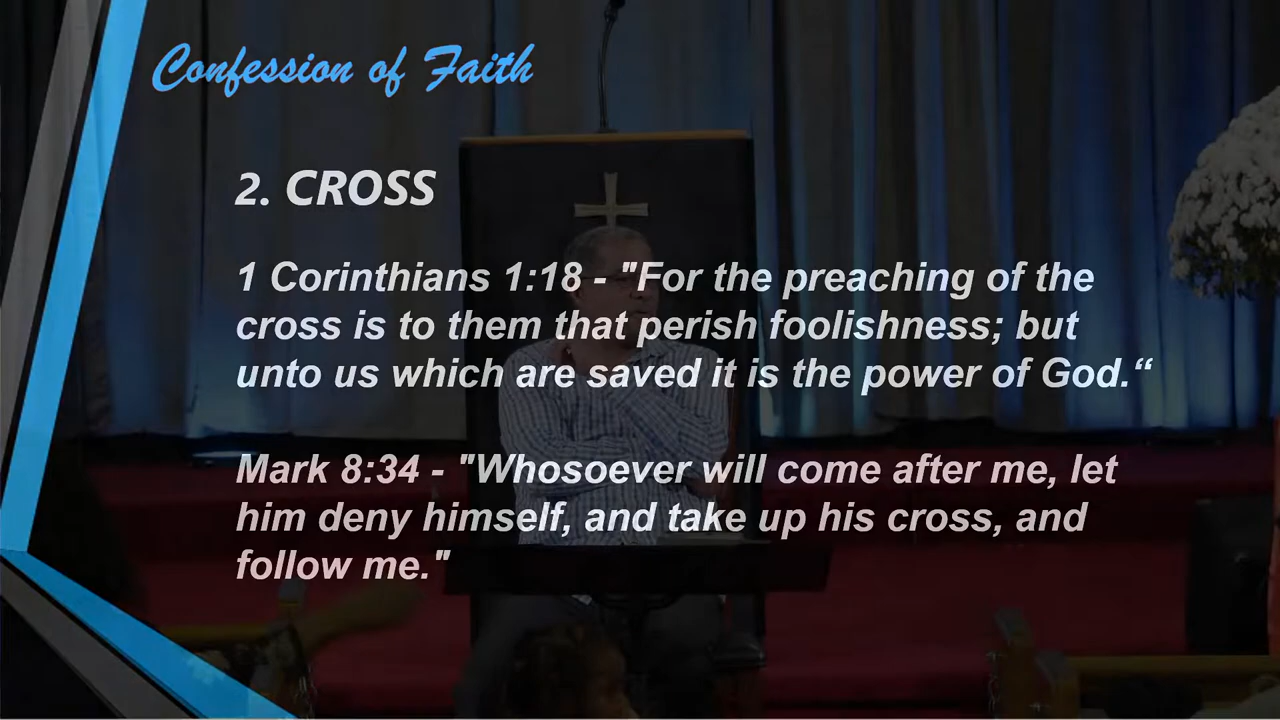 Confession of Faith
2. CROSS
1 Corinthians 1:18 - "For the preaching of the
cross is to them that perish foolishness; but
unto us which are saved it is the power of God.“
Mark 8:34 - "Whosoever will come after me, let
him deny himself, and take up his cross, and
follow me."